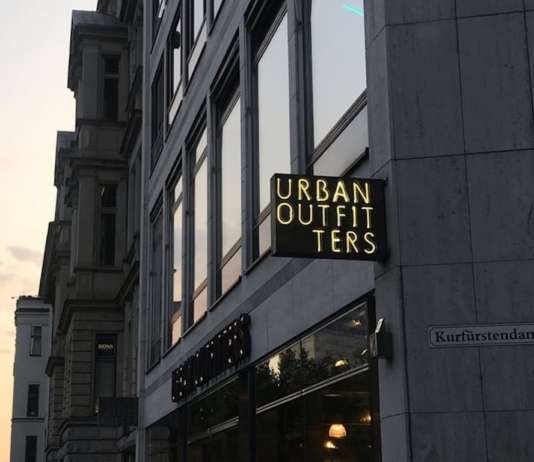 URBAN
OUTFIT
TERS
Kurfürstendam